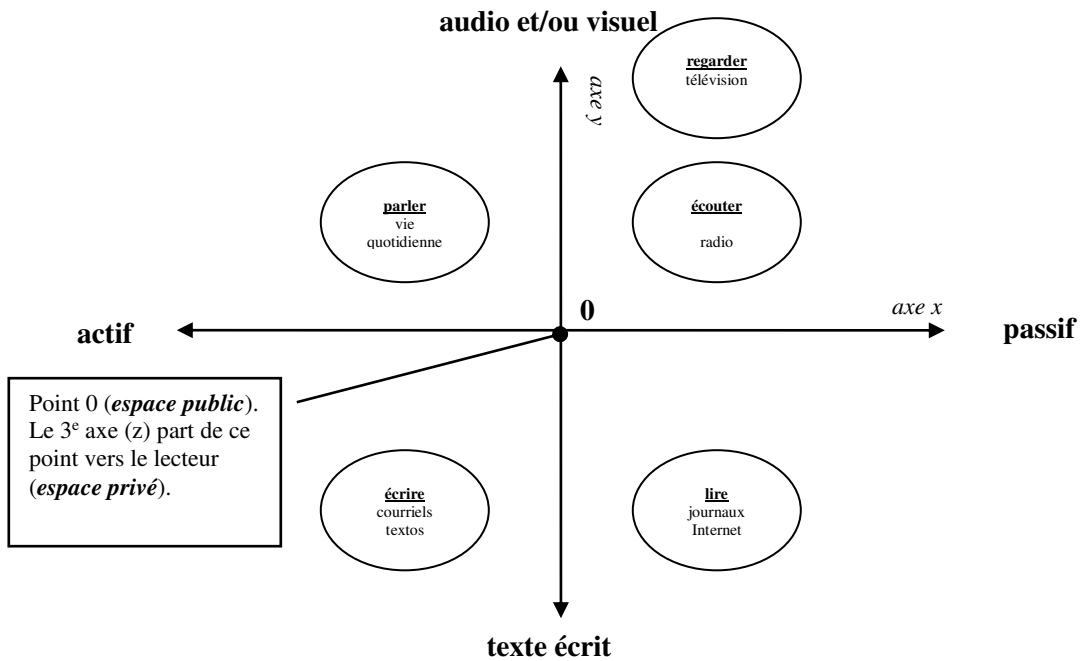 audio et/ou visuel
regarder
télévision
axe y
parler
vie
quotidienne
écouter
radio
0
axe x
actif
passif
Point 0 (espace public).
Le 3e axe (z) part de ce
point vers le lecteur
(espace privé).
écrire
courriels
textos
lire
journaux
Internet
texte écrit